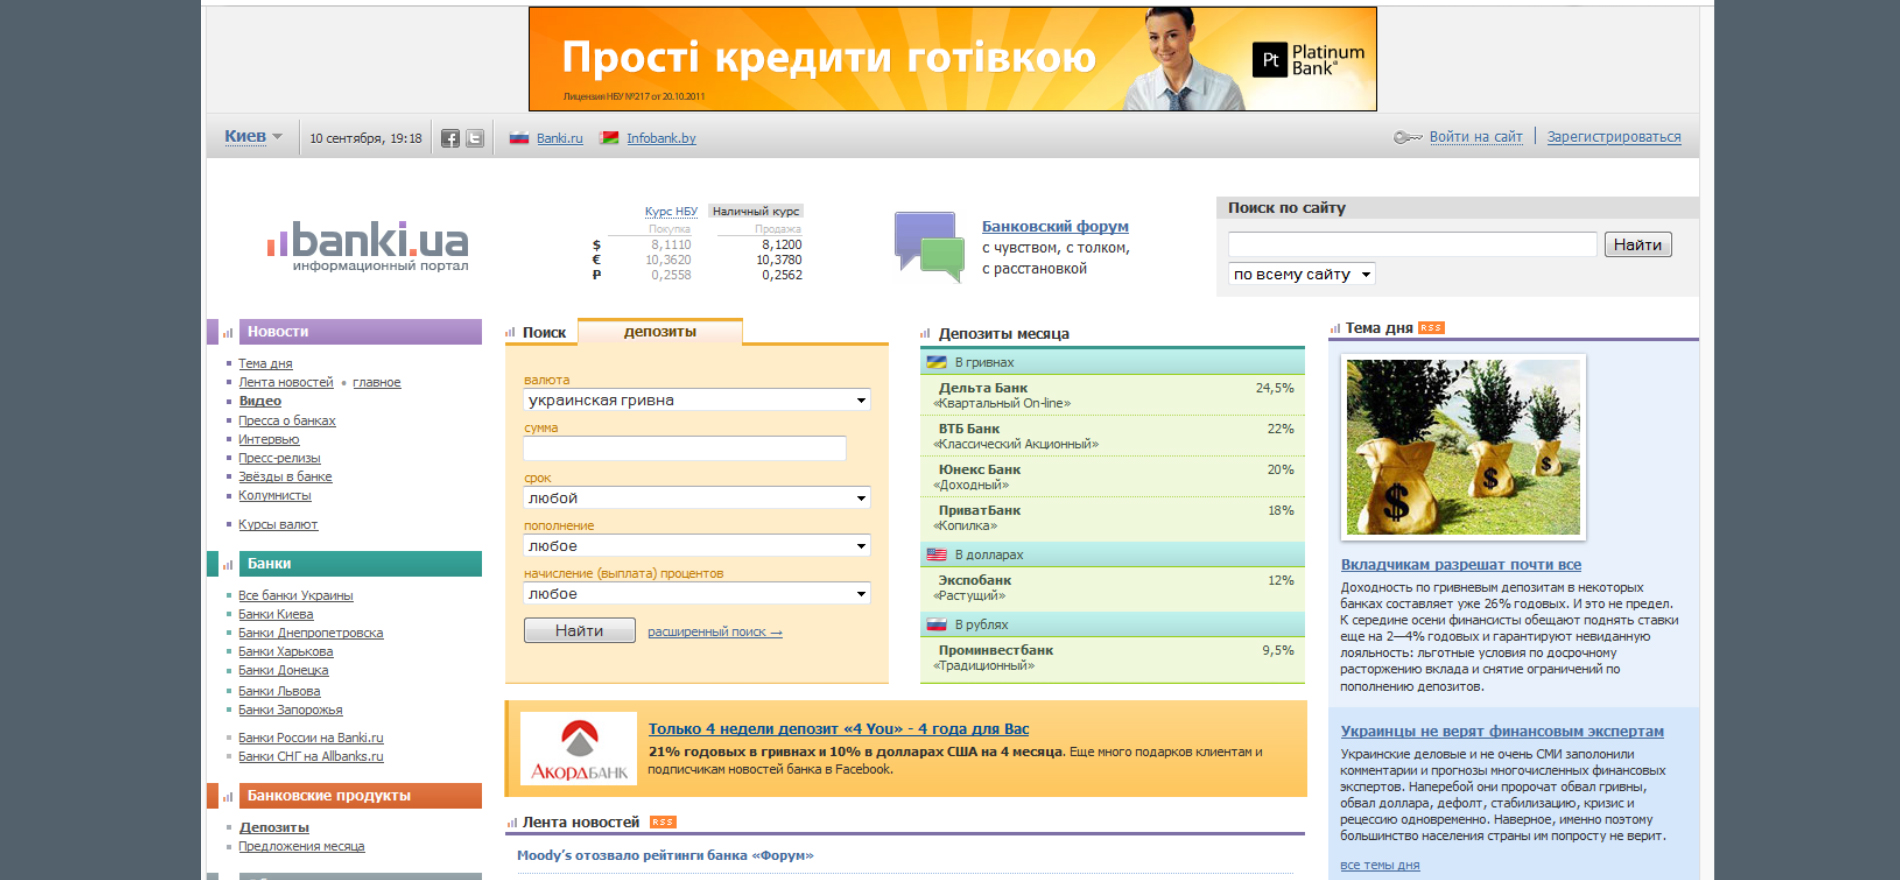 Прості кредити готівкою
Лицензия НБУ №217 от 20.10.2011
Pt
Platinum
Bank
Киев
10 сентября, 19:18
Banki.ru
Infobank.by
Войти на сайт
Зарегистрироваться
banki.ua
информационный портал
Курс НБУ Наличный курс
Покупка Продажа
$ 8,1110 8,1200
€ 10,3620 10,3780
Р 0,2558 0,2562
Банковский форум
с чувством, с толком,
с расстановкой
Поиск по сайту
Найти
по всему сайту
Новости
Тема дня
Лента новостей • главное
Видео
Пресса о банках
Интервью
Пресс-релизы
Звёзды в банке
Колумнисты
Курсы валют
Банки
Все банки Украины
Банки Киева
Банки Днепропетровска
Банки Харькова
Банки Донецка
Банки Львова
Банки Запорожья
Банки России на Banki.ru
Банки СНГ на Allbanks.ru
Банковские продукты
Депозиты
Предложения месяца
Поиск депозиты
валюта
украинская гривна
сумма
срок
любой
пополнение
любое
начисление (выплата) процентов
любое
Найти
расширенный поиск →
Депозиты месяца
В гривнах
Дельта Банк 24,5%
«Квартальный On-line»
ВТБ Банк 22%
«Классический Акционный»
Юнекс Банк 20%
«Доходный»
ПриватБанк 18%
«Копилка»
В долларах
Экспобанк 12%
«Растущий»
В рублях
Проминвестбанк 9,5%
«Традиционный»
АКОРДБАНК
Только 4 недели депозит «4 You» - 4 года для Вас
21% годовых в гривнах и 10% в долларах США на 4 месяца. Еще много подарков клиентам и
подписчикам новостей банка в Facebook.
Лента новостей RSS
Moody's отозвало рейтинги банка «Форум»
Тема дня RSS
$
$
$
Вкладчикам разрешат почти все
Доходность по гривневым депозитам в некоторых
банках составляет уже 26% годовых. И это не предел.
К середине осени финансисты обещают поднять ставки
еще на 2—4% годовых и гарантируют невиданную
лояльность: льготные условия по досрочному
расторжению вклада и снятие ограничений по
пополнению депозитов.
Украинцы не верят финансовым экспертам
Украинские деловые и не очень СМИ заполонили
комментарии и прогнозы многочисленных финансовых
экспертов. Наперебой они пророчат обвал гривны,
обвал доллара, дефолт, стабилизацию, кризис и
рецессию одновременно. Наверное, именно поэтому
большинство населения страны им попросту не верит.
все темы дня